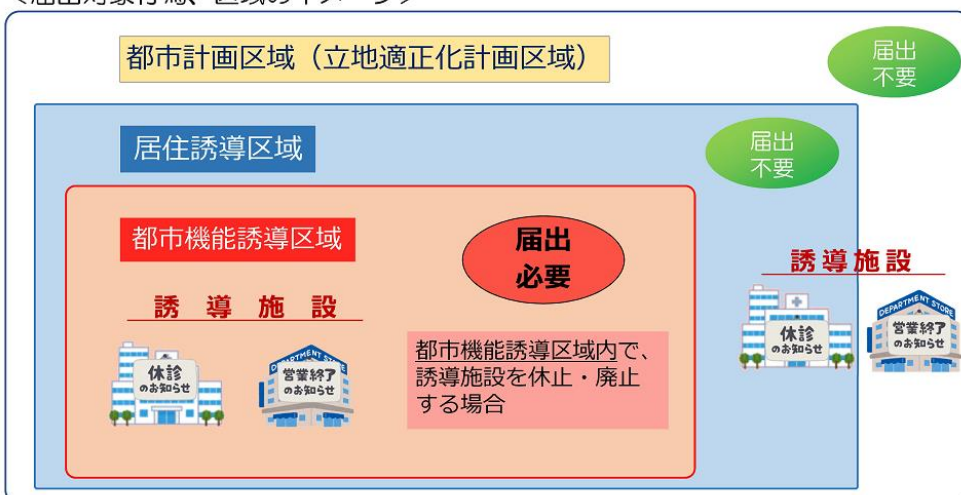 都市計画区域（立地適正化計画区域）
届出
不要
居住誘導区域
届出
不要
都市機能誘導区域
届出
必要
誘導施設
休診
のお知らせ
DEPARTMENT STORE
営業終了
のお知らせ
都市機能誘導区域内で、
誘導施設を休止・廃止
する場合
誘導施設
休診
のお知らせ
DEPARTMENT STORE
営業終了
のお知らせ